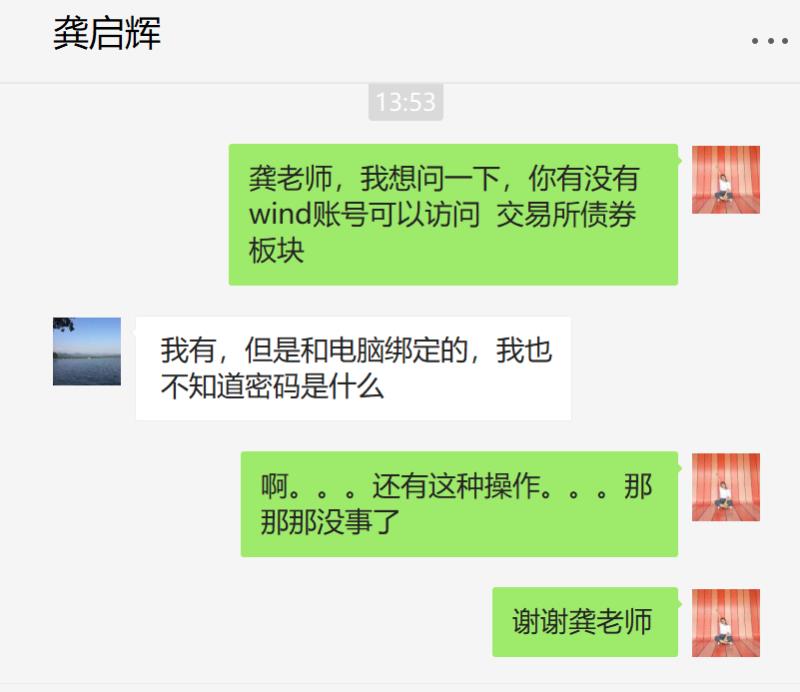 龚启辉
13:53
龚老师，我想问一下，你有没有
wind账号可以访问  交易所债券
板块
我有，但是和电脑绑定的，我也
不知道密码是什么
啊。。。还有这种操作。。。那
那那没事了
谢谢龚老师